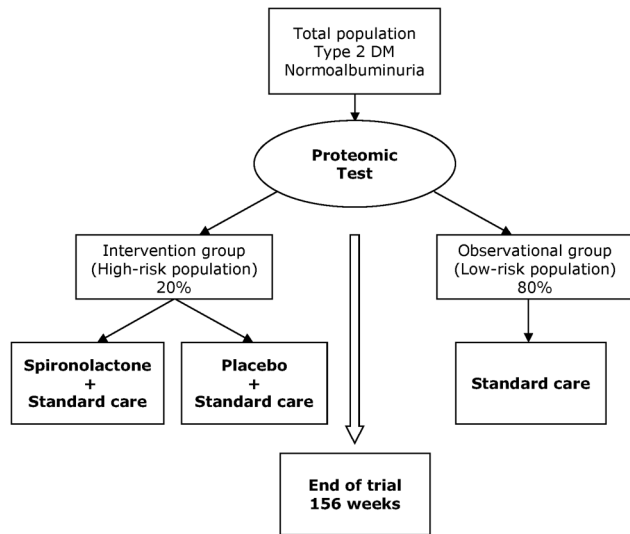 Total population
Type 2 DM
Normoalbuminuria
Proteomic
Test
Intervention group
(High-risk population)
20%
Observational group
(Low-risk population)
80%
Spironolactone
+
Standard care
Placebo
+
Standard care
Standard care
End of trial
156 weeks